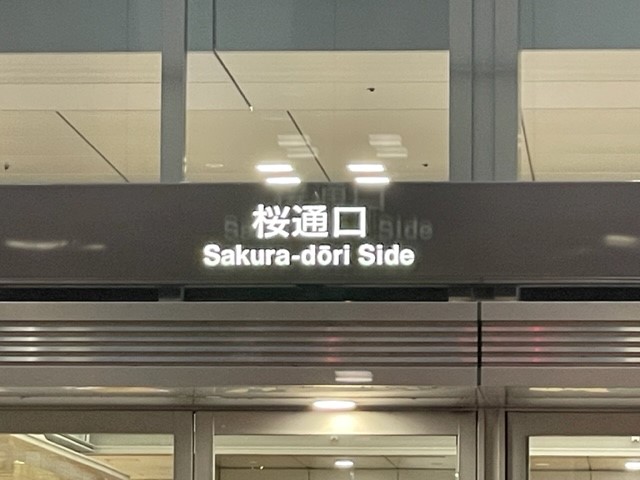 桜通口
Sakura-dōri Side